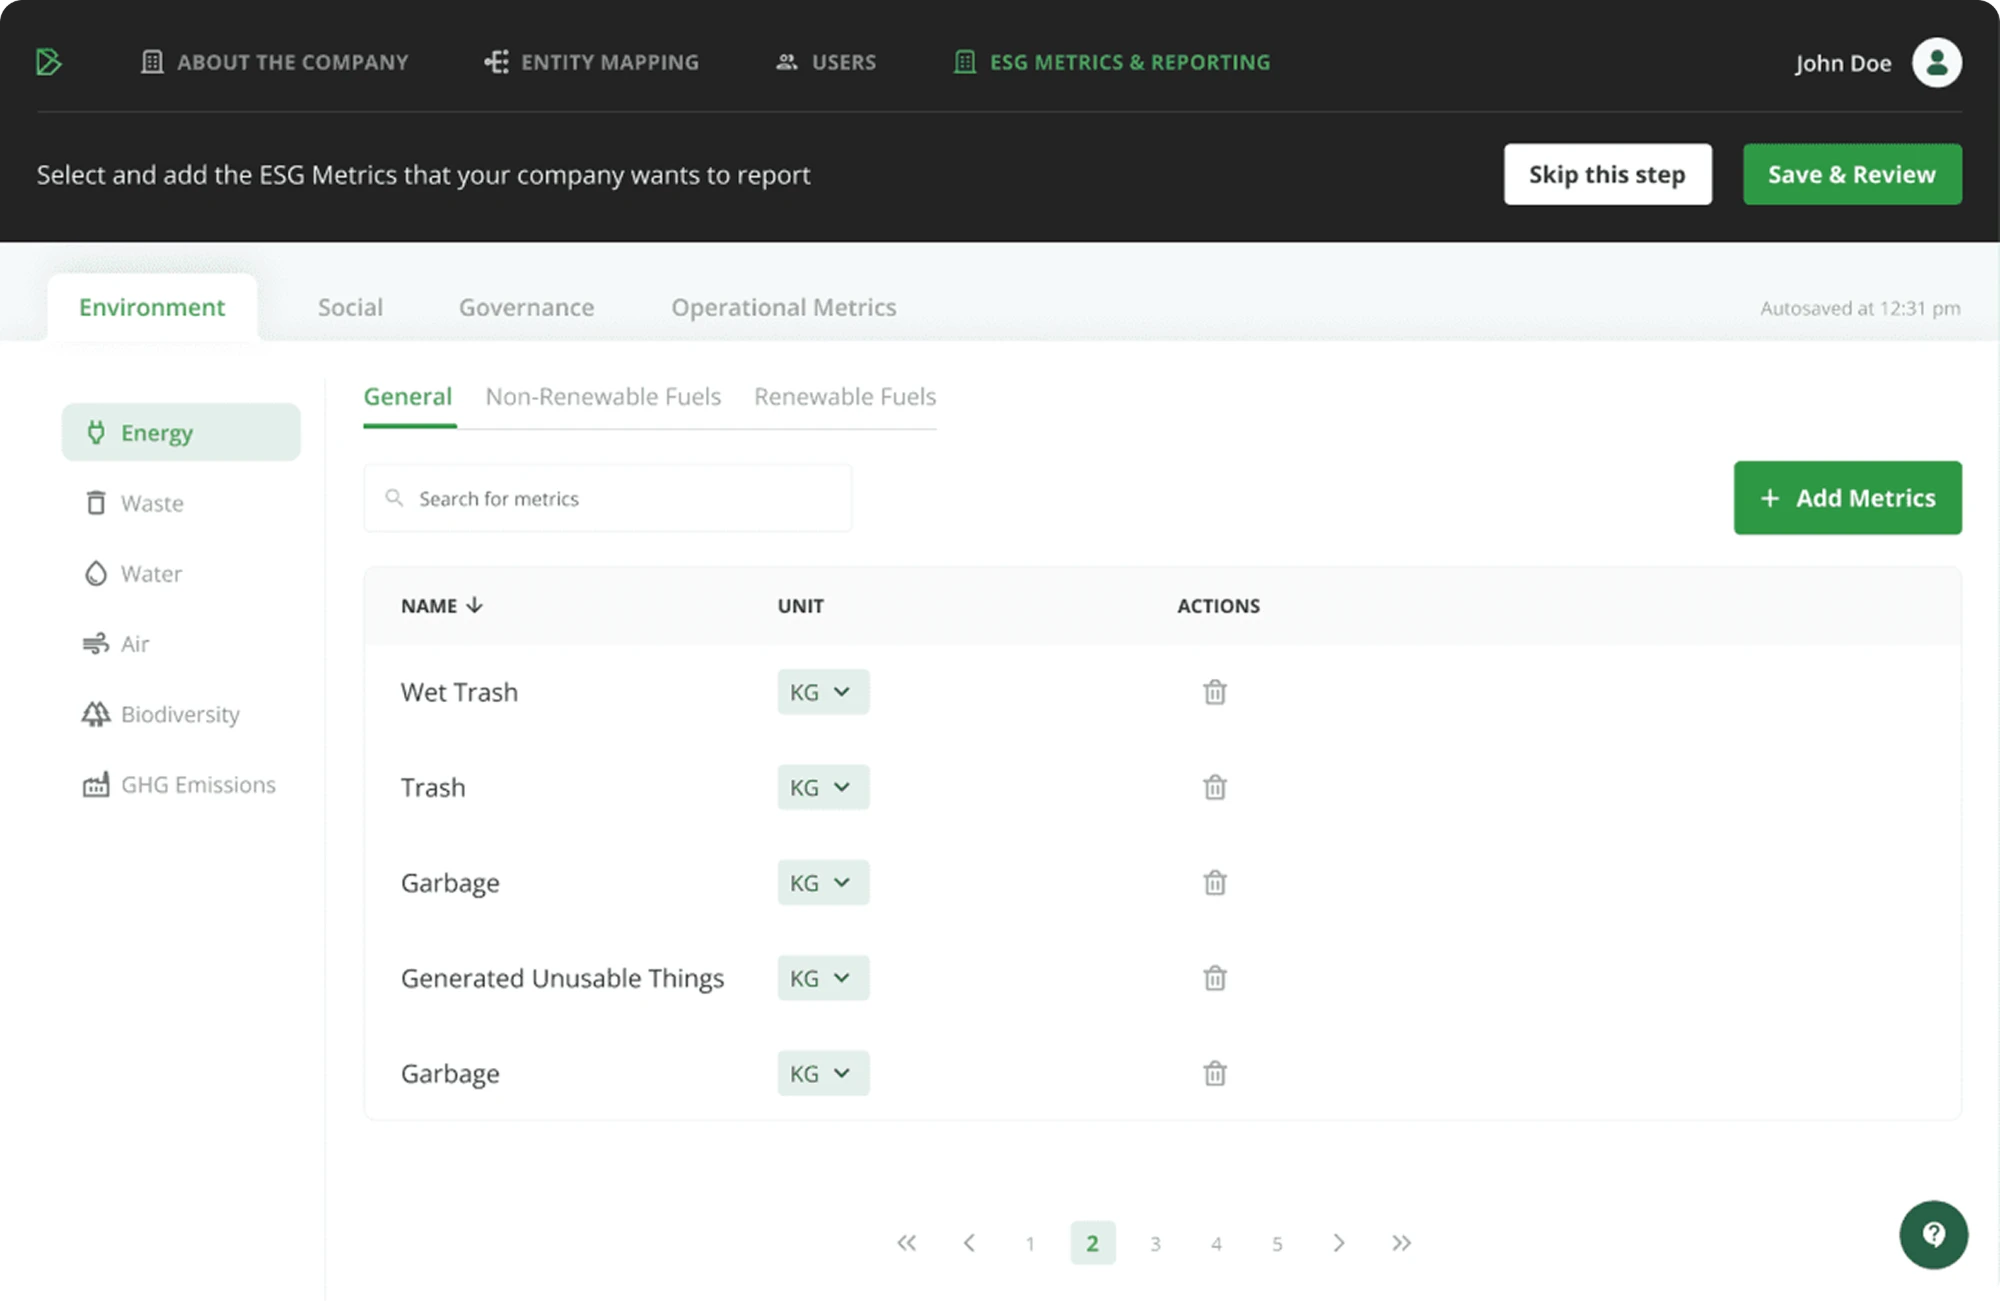 ABOUT THE COMPANY ENTITY MAPPING USERS ESG METRICS & REPORTING John Doe
Select and add the ESG Metrics that your company wants to report Skip this step Save & Review
Environment Social Governance Operational Metrics Autosaved at 12:31 pm
General Non-Renewable Fuels Renewable Fuels
Energy
Waste
Water
Air
Biodiversity
GHG Emissions
Search for metrics + Add Metrics
NAME UNIT ACTIONS
Wet Trash KG
Trash KG
Garbage KG
Generated Unusable Things KG
Garbage KG
1 2 3 4 5